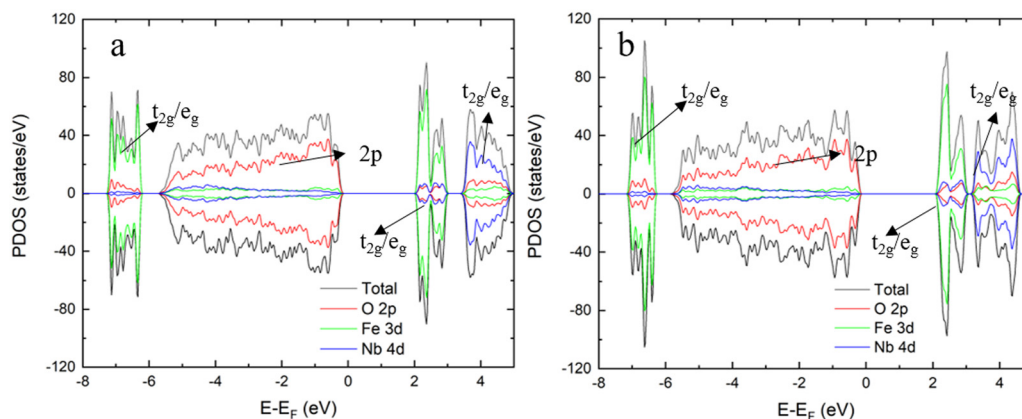 a
120
80
40
0
-40
-80
-120
PDOS (states/eV)
t2g/eg
t2g/eg
2p
t2g/eg
Total
O 2p
Fe 3d
Nb 4d
-8 -6 -4 -2 0 2 4
E-EF (eV)
b
120
80
40
0
-40
-80
-120
PDOS (states/eV)
t2g/eg
t2g/eg
2p
t2g/eg
Total
O 2p
Fe 3d
Nb 4d
-8 -6 -4 -2 0 2 4
E-EF (eV)